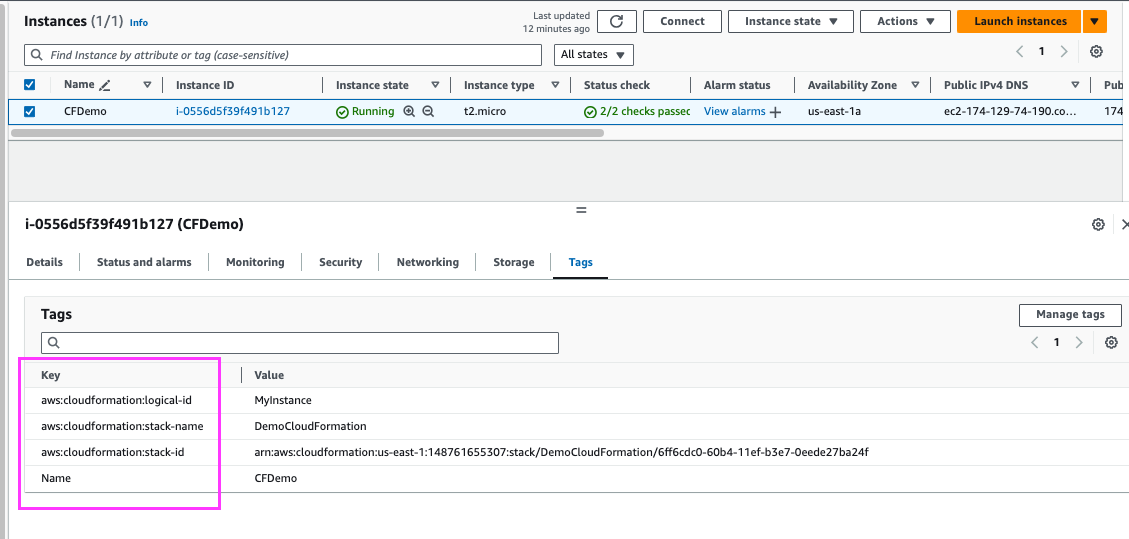 Instances (1/1) Info
Last updated
12 minutes ago
Connect
Instance state
Actions
Launch instances
Find Instance by attribute or tag (case-sensitive)
All states
1
Name Instance ID Instance state Instance type Status check Alarm status Availability Zone Public IPv4 DNS Pub
CFDemo i-0556d5f39f491b127 Running t2.micro 2/2 checks passed View alarms us-east-1a ec2-174-129-74-190.co... 174
i-0556d5f39f491b127 (CFDemo)
Details Status and alarms Monitoring Security Networking Storage Tags
Tags
Manage tags
1
Key Value
aws:cloudformation:logical-id MyInstance
aws:cloudformation:stack-name DemoCloudFormation
aws:cloudformation:stack-id arn:aws:cloudformation:us-east-1:148761655307:stack/DemoCloudFormation/6ff6cdc0-60b4-11ef-b3e7-0eede27ba24f
Name CFDemo